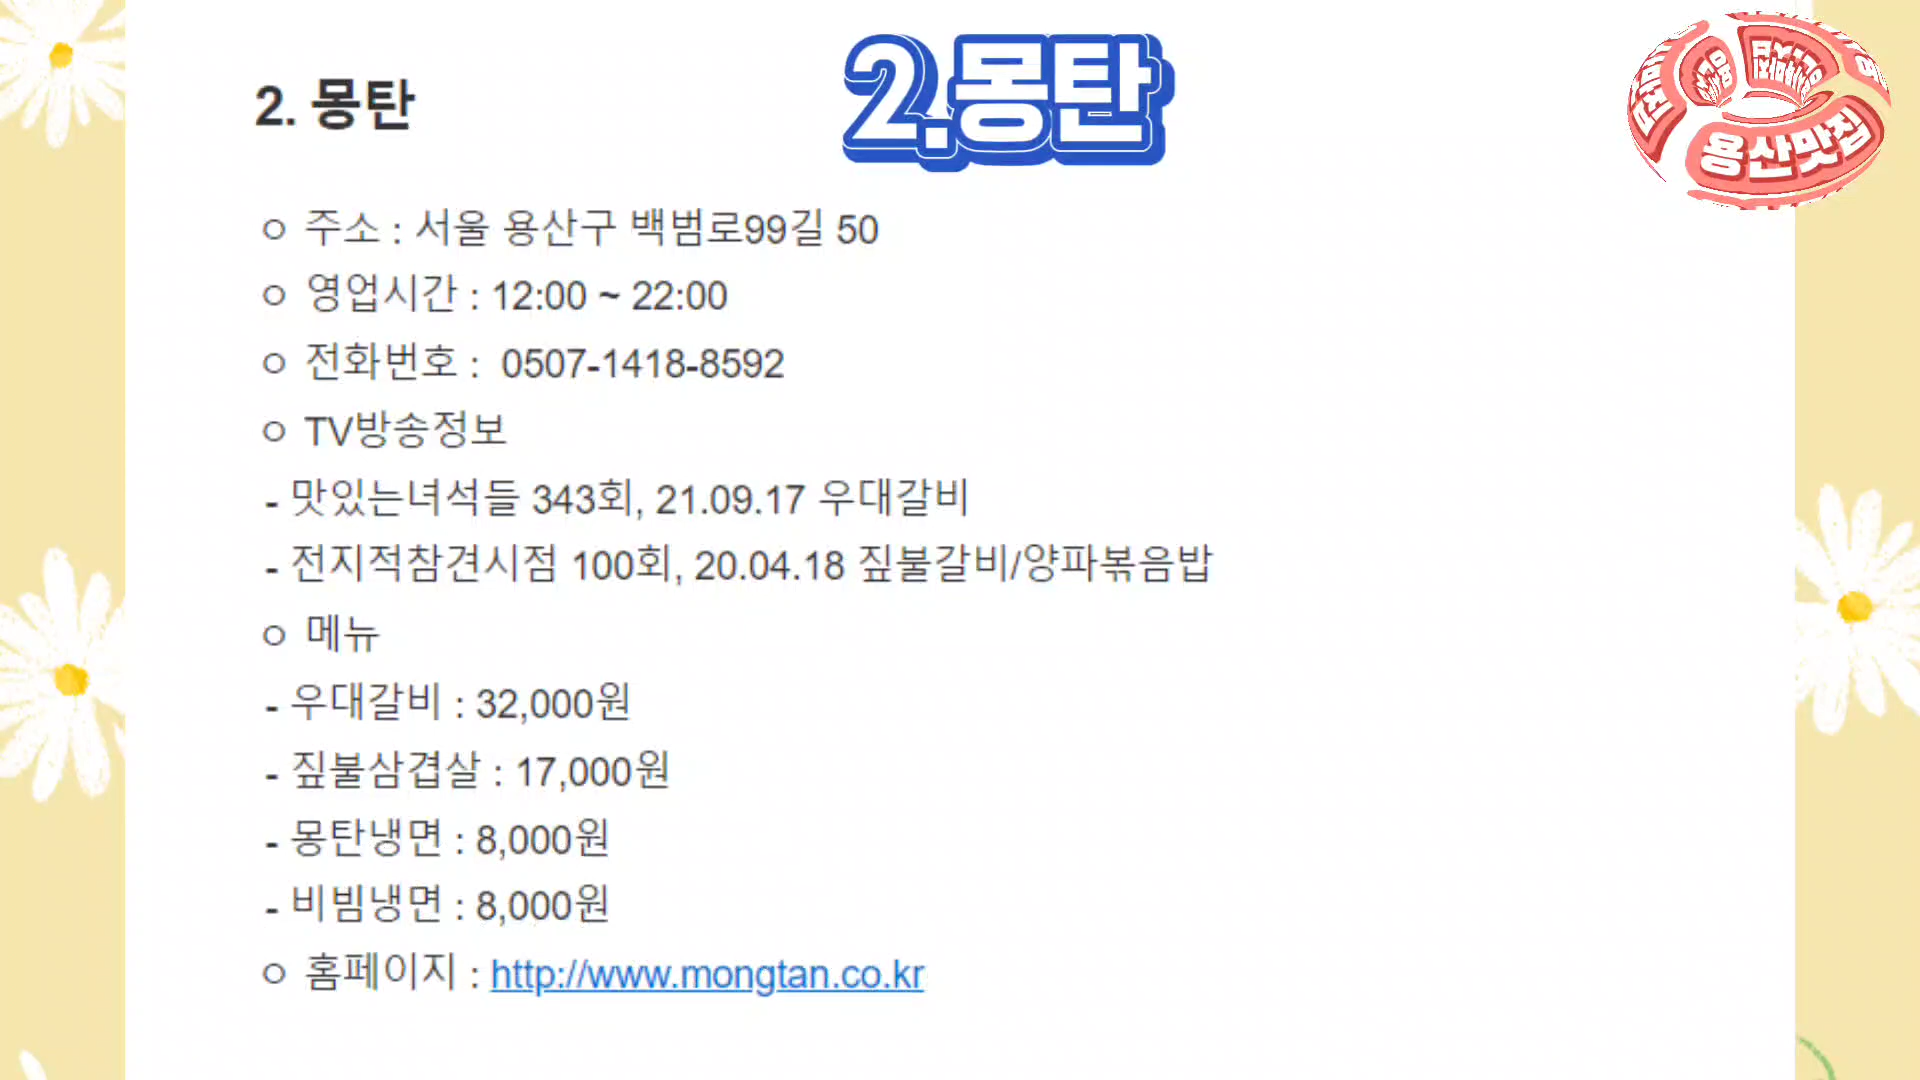 2. 몽탄
2.몽탄
용산맛집
○ 주소 : 서울 용산구 백범로99길 50
○ 영업시간 : 12:00 ~ 22:00
○ 전화번호 : 0507-1418-8592
○ TV방송정보
- 맛있는녀석들 343회, 21.09.17 우대갈비
- 전지적참견시점 100회, 20.04.18 짚불갈비/양파볶음밥
○ 메뉴
- 우대갈비 : 32,000원
- 짚불삼겹살 : 17,000원
- 몽탄냉면 : 8,000원
- 비빔냉면 : 8,000원
○ 홈페이지 : http://www.mongtan.co.kr